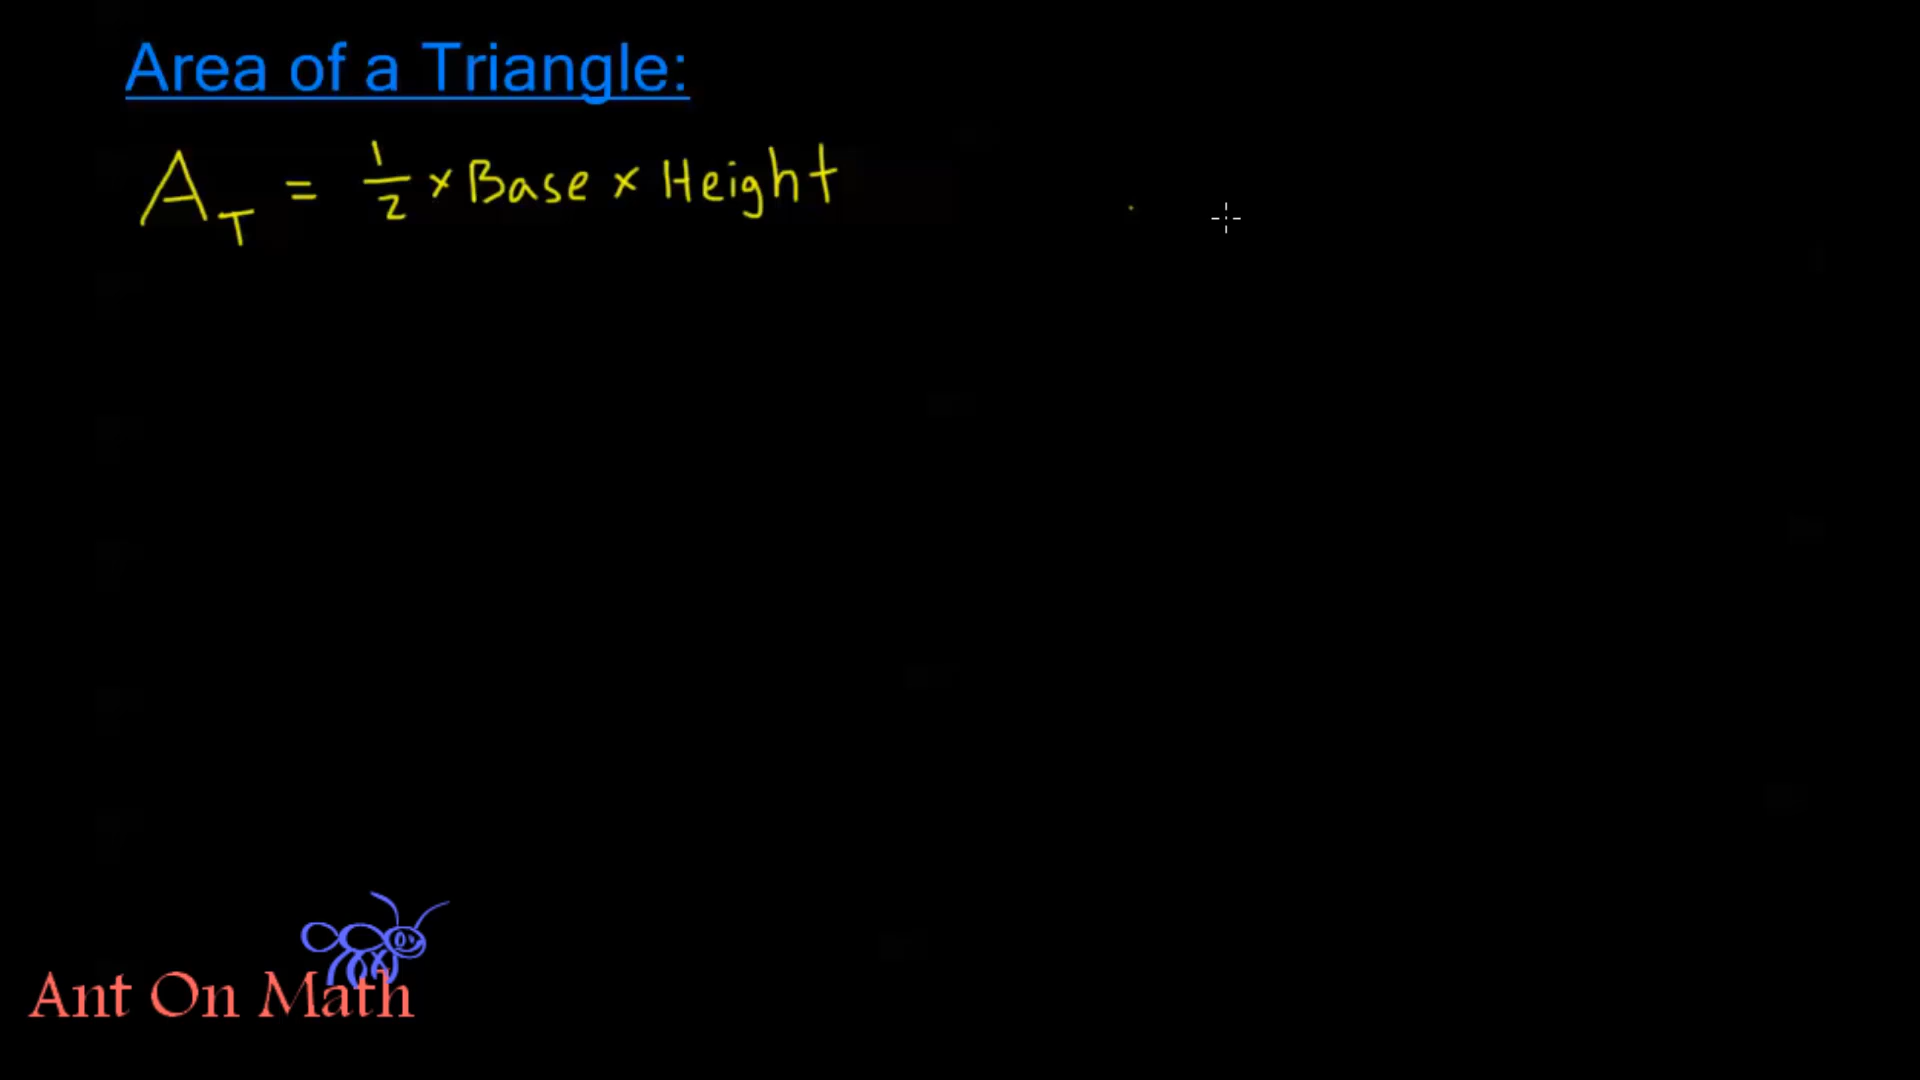 Area of a Triangle:
A_T = 1/2 × Base × Height
Ant On Math